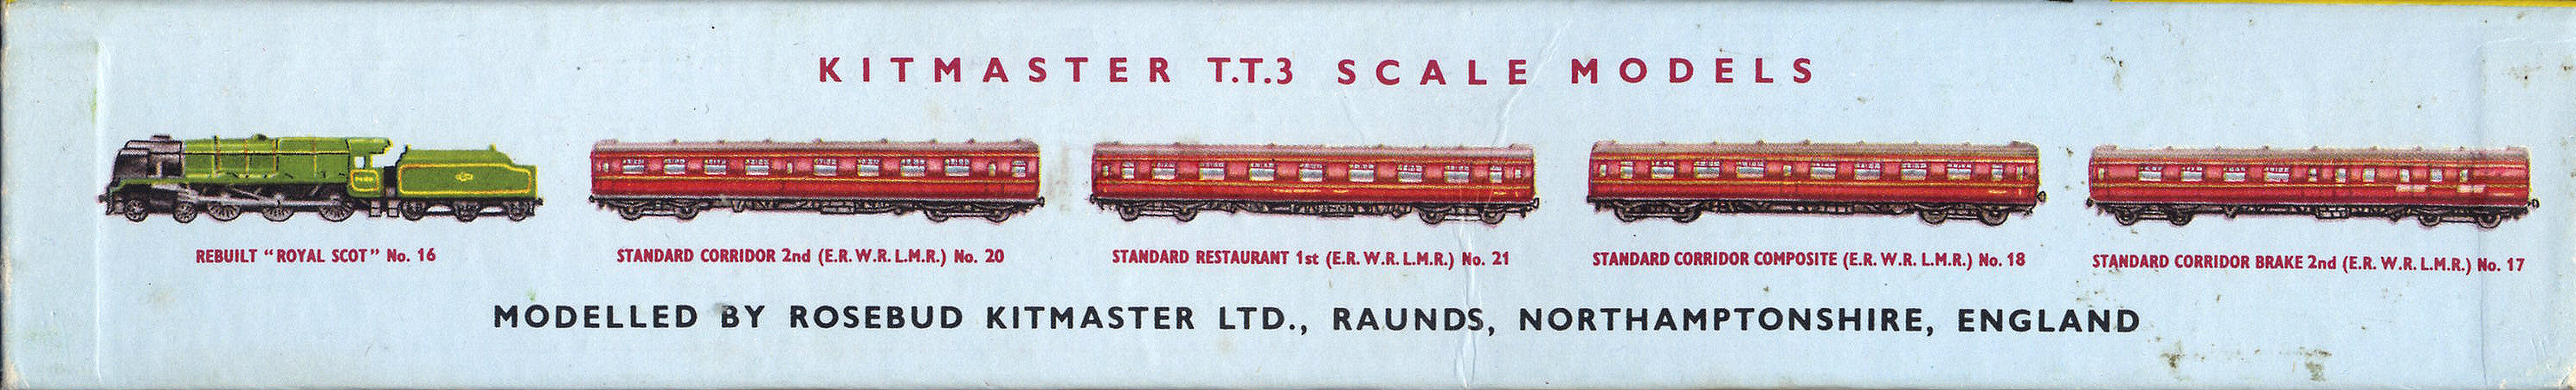 KITMASTER T.T.3 SCALE MODELS
REBUILT "ROYAL SCOT" No. 16
STANDARD CORRIDOR 2nd (E.R. W.R. L.M.R.) No. 20
STANDARD RESTAURANT 1st (E.R. W.R. L.M.R.) No. 21
STANDARD CORRIDOR COMPOSITE (E.R. W.R. L.M.R.) No. 18
STANDARD CORRIDOR BRAKE 2nd (E.R. W.R. L.M.R.) No. 17
MODELLED BY ROSEBUD KITMASTER LTD., RAUNDS, NORTHAMPTONSHIRE, ENGLAND